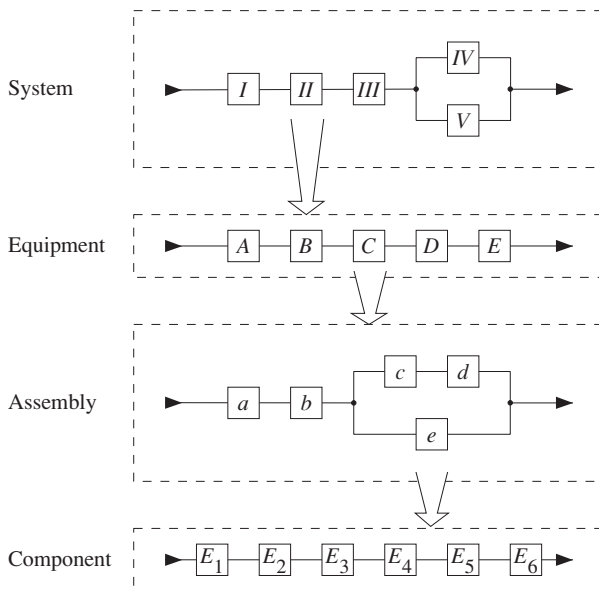 System
I II III IV
V
Equipment
A B C D E
Assembly
a b c d
e
Component
E1 E2 E3 E4 E5 E6